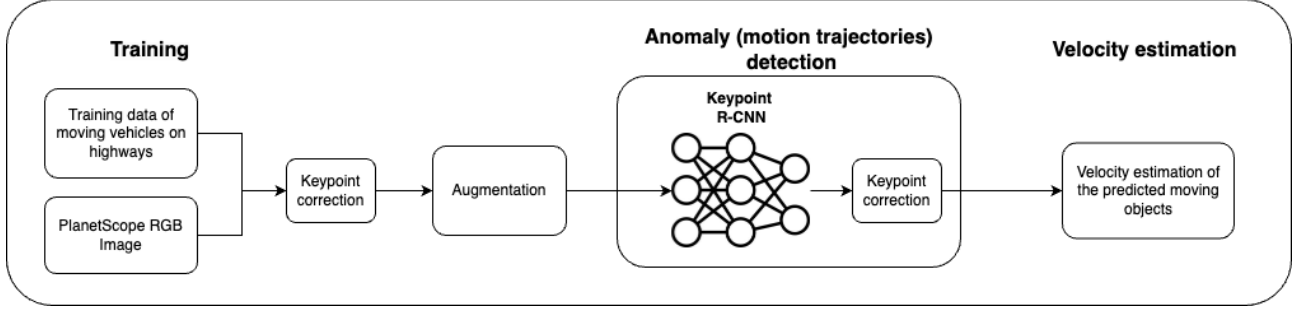 Training
Training data of
moving vehicles on
highways
PlanetScope RGB
Image
Keypoint
correction
Augmentation
Anomaly (motion trajectories)
detection
Keypoint
R-CNN
Keypoint
correction
Velocity estimation
Velocity estimation of
the predicted moving
objects